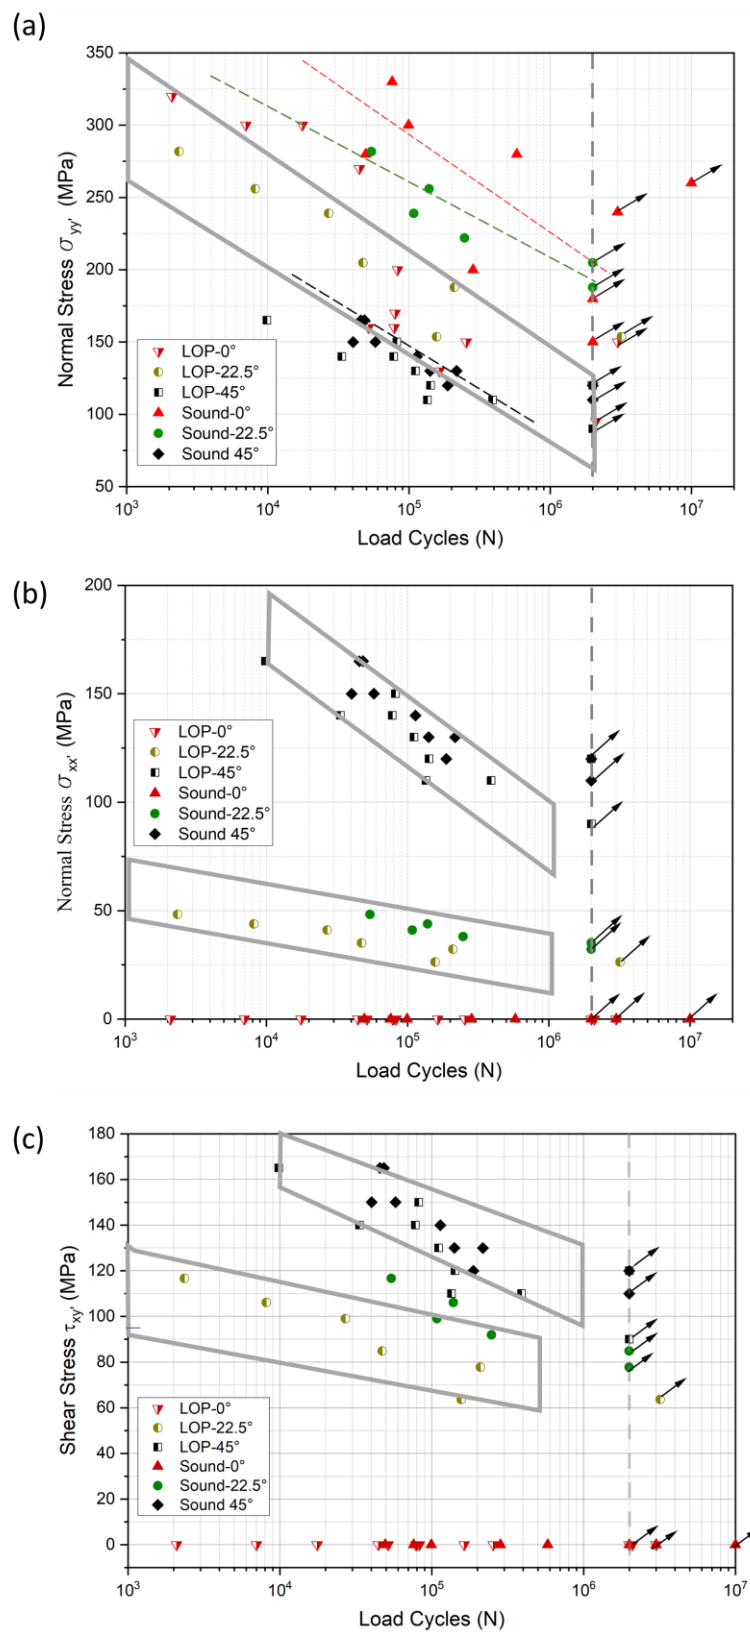 (a)
350
300
250
200
150
100
50
Normal Stress σyy' (MPa)
LOP-0°
LOP-22.5°
LOP-45°
Sound-0°
Sound-22.5°
Sound 45°
10³ 10⁴ 10⁵ 10⁶ 10⁷
Load Cycles (N)
(b)
200
150
100
50
0
Normal Stress σxx' (MPa)
LOP-0°
LOP-22.5°
LOP-45°
Sound-0°
Sound-22.5°
Sound 45°
10³ 10⁴ 10⁵ 10⁶ 10⁷
Load Cycles (N)
(c)
180
160
140
120
100
80
60
40
20
0
Shear Stress τxy' (MPa)
LOP-0°
LOP-22.5°
LOP-45°
Sound-0°
Sound-22.5°
Sound 45°
10³ 10⁴ 10⁵ 10⁶ 10⁷
Load Cycles (N)